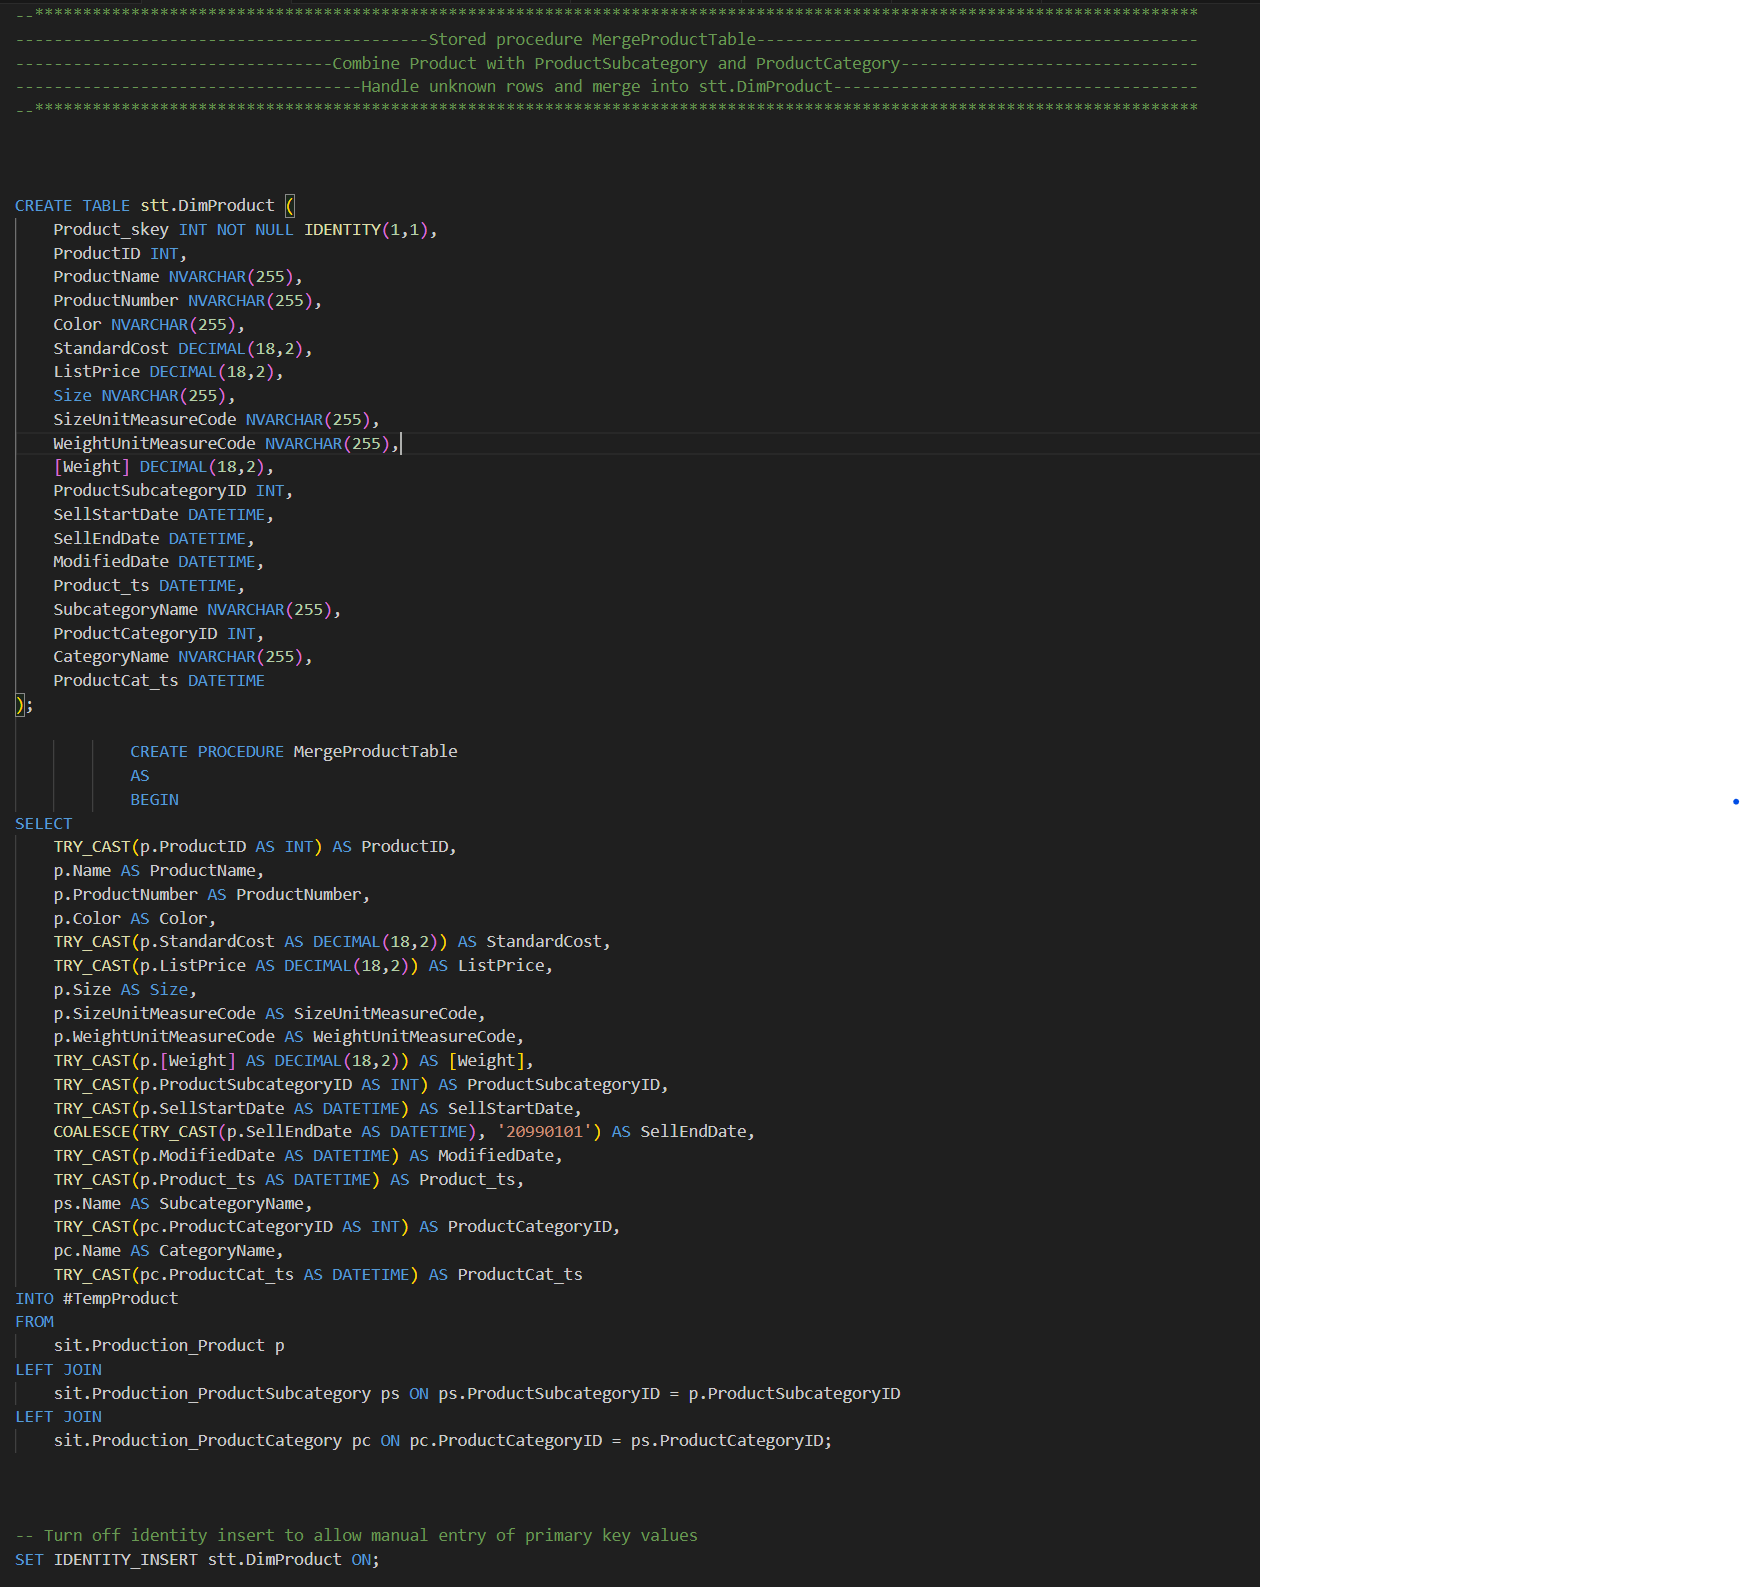 --*************************************************************************************************************************
-------------------------------------------Stored procedure MergeProductTable----------------------------------------------
---------------------------------Combine Product with ProductSubcategory and ProductCategory-------------------------------
------------------------------------Handle unknown rows and merge into stt.DimProduct--------------------------------------
--*************************************************************************************************************************
CREATE TABLE stt.DimProduct (
    Product_skey INT NOT NULL IDENTITY(1,1),
    ProductID INT,
    ProductName NVARCHAR(255),
    ProductNumber NVARCHAR(255),
    Color NVARCHAR(255),
    StandardCost DECIMAL(18,2),
    ListPrice DECIMAL(18,2),
    Size NVARCHAR(255),
    SizeUnitMeasureCode NVARCHAR(255),
    WeightUnitMeasureCode NVARCHAR(255),
    [Weight] DECIMAL(18,2),
    ProductSubcategoryID INT,
    SellStartDate DATETIME,
    SellEndDate DATETIME,
    ModifiedDate DATETIME,
    Product_ts DATETIME,
    SubcategoryName NVARCHAR(255),
    ProductCategoryID INT,
    CategoryName NVARCHAR(255),
    ProductCat_ts DATETIME
);
            CREATE PROCEDURE MergeProductTable
            AS
            BEGIN
SELECT
    TRY_CAST(p.ProductID AS INT) AS ProductID,
    p.Name AS ProductName,
    p.ProductNumber AS ProductNumber,
    p.Color AS Color,
    TRY_CAST(p.StandardCost AS DECIMAL(18,2)) AS StandardCost,
    TRY_CAST(p.ListPrice AS DECIMAL(18,2)) AS ListPrice,
    p.Size AS Size,
    p.SizeUnitMeasureCode AS SizeUnitMeasureCode,
    p.WeightUnitMeasureCode AS WeightUnitMeasureCode,
    TRY_CAST(p.[Weight] AS DECIMAL(18,2)) AS [Weight],
    TRY_CAST(p.ProductSubcategoryID AS INT) AS ProductSubcategoryID,
    TRY_CAST(p.SellStartDate AS DATETIME) AS SellStartDate,
    COALESCE(TRY_CAST(p.SellEndDate AS DATETIME), '20990101') AS SellEndDate,
    TRY_CAST(p.ModifiedDate AS DATETIME) AS ModifiedDate,
    TRY_CAST(p.Product_ts AS DATETIME) AS Product_ts,
    ps.Name AS SubcategoryName,
    TRY_CAST(pc.ProductCategoryID AS INT) AS ProductCategoryID,
    pc.Name AS CategoryName,
    TRY_CAST(pc.ProductCat_ts AS DATETIME) AS ProductCat_ts
INTO #TempProduct
FROM
    sit.Production_Product p
LEFT JOIN
    sit.Production_ProductSubcategory ps ON ps.ProductSubcategoryID = p.ProductSubcategoryID
LEFT JOIN
    sit.Production_ProductCategory pc ON pc.ProductCategoryID = ps.ProductCategoryID;
-- Turn off identity insert to allow manual entry of primary key values
SET IDENTITY_INSERT stt.DimProduct ON;